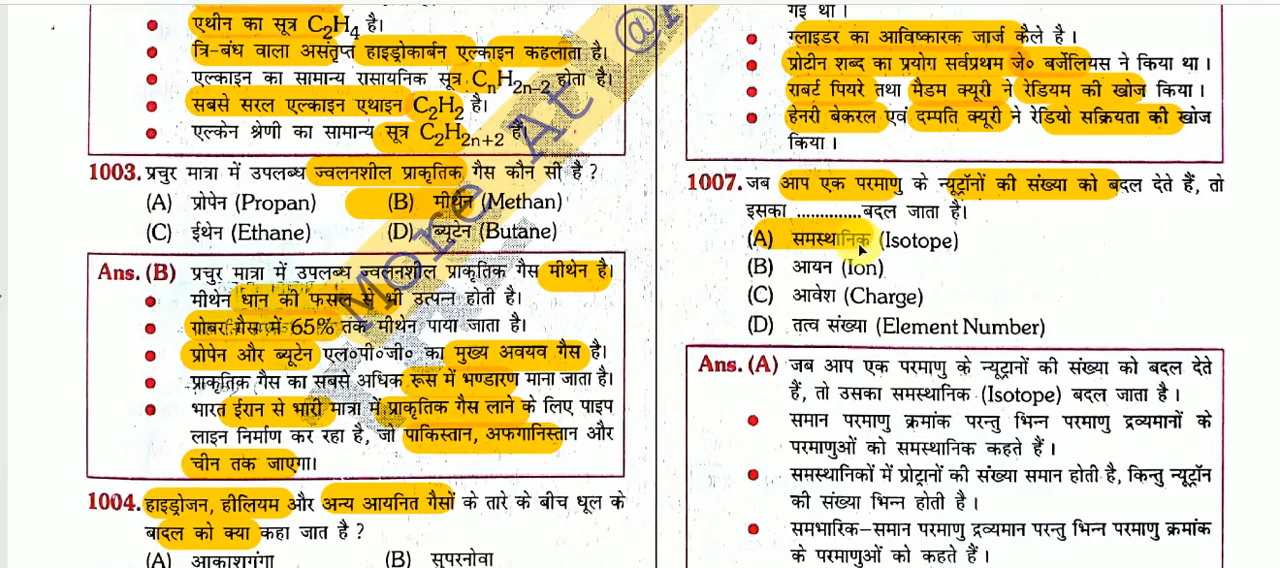 एथीन का सूत्र C₂H₄ है।
त्रि-बंध वाला असंतृप्त हाइड्रोकार्बन एल्काइन कहलाता है।
एल्काइन का सामान्य रासायनिक सूत्र CₙH₂ₙ₋₂ होता है।
सबसे सरल एल्काइन एथाइन C₂H₂ है।
एल्केन श्रेणी का सामान्य सूत्र C₂H₂ₙ₊₂ है।
1003. प्रचुर मात्रा में उपलब्ध ज्वलनशील प्राकृतिक गैस कौन सी है ?
(A) प्रोपेन (Propan) (B) मीथेन (Methan)
(C) ईथेन (Ethane) (D) ब्यूटेन (Butane)
Ans. (B) प्रचुर मात्रा में उपलब्ध ज्वलनशील प्राकृतिक गैस मीथेन है।
मीथेन धान की फसल से भी उत्पन्न होती है।
गोबर गैस में 65% तक मीथेन पाया जाता है।
प्रोपेन और ब्यूटेन एल०पी०जी० का मुख्य अवयव गैस है।
प्राकृतिक गैस का सबसे अधिक रूस में भण्डारण माना जाता है।
भारत ईरान से भारी मात्रा में प्राकृतिक गैस लाने के लिए पाइप
लाइन निर्माण कर रहा है, जो पाकिस्तान, अफगानिस्तान और
चीन तक जाएगा।
1004. हाइड्रोजन, हीलियम और अन्य आयनित गैसों के तारे के बीच धूल के
बादल को क्या कहा जात है ?
(A) आकाशगंगा (B) सुपरनोवा
गइ था ।
ग्लाइडर का आविष्कारक जार्ज कैले है ।
प्रोटीन शब्द का प्रयोग सर्वप्रथम जे० बर्जेलियस ने किया था ।
राबर्ट पियरे तथा मैडम क्यूरी ने रेडियम की खोज किया ।
हेनरी बेकरल एवं दम्पति क्यूरी ने रेडियो सक्रियता की खोज
किया ।
1007. जब आप एक परमाणु के न्यूट्रॉनों की संख्या को बदल देते हैं, तो
इसका ..............बदल जाता है।
(A) समस्थानिक (Isotope)
(B) आयन (Ion)
(C) आवेश (Charge)
(D) तत्व संख्या (Element Number)
Ans. (A) जब आप एक परमाणु के न्यूट्रानों की संख्या को बदल देते
हैं, तो उसका समस्थानिक (Isotope) बदल जाता है ।
समान परमाणु क्रमांक परन्तु भिन्न परमाणु द्रव्यमानों के
परमाणुओं को समस्थानिक कहते हैं ।
समस्थानिकों में प्रोट्रानों की संख्या समान होती है, किन्तु न्यूट्रॉन
की संख्या भिन्न होती है ।
समभारिक–समान परमाणु द्रव्यमान परन्तु भिन्न परमाणु क्रमांक
के परमाणुओं को कहते हैं ।
More At @